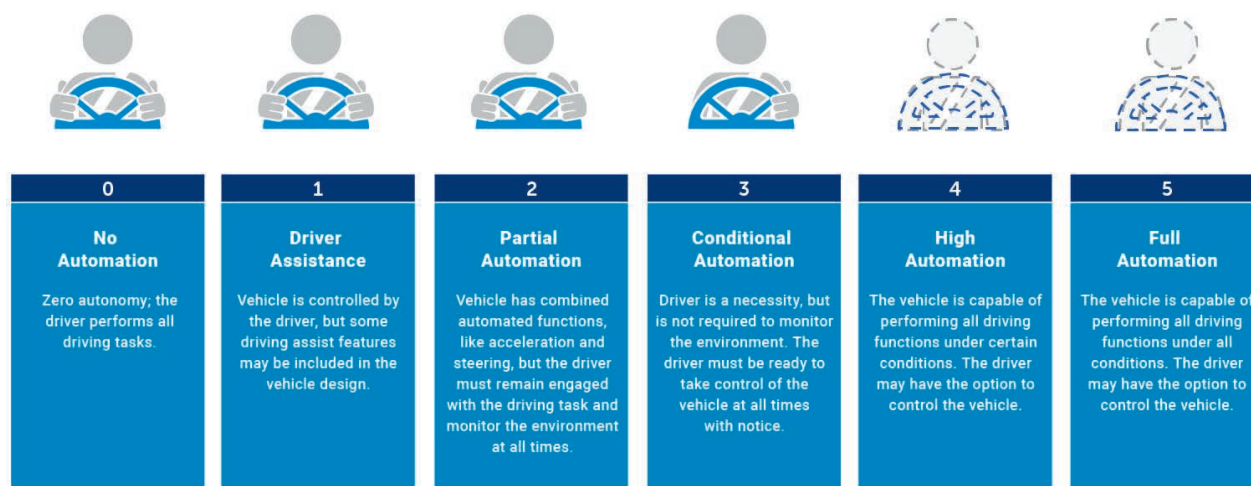 0
No
Automation
Zero autonomy; the
driver performs all
driving tasks.
1
Driver
Assistance
Vehicle is controlled by
the driver, but some
driving assist features
may be included in the
vehicle design.
2
Partial
Automation
Vehicle has combined
automated functions,
like acceleration and
steering, but the driver
must remain engaged
with the driving task and
monitor the environment
at all times.
3
Conditional
Automation
Driver is a necessity, but
is not required to monitor
the environment. The
driver must be ready to
take control of the
vehicle at all times
with notice.
4
High
Automation
The vehicle is capable of
performing all driving
functions under certain
conditions. The driver
may have the option to
control the vehicle.
5
Full
Automation
The vehicle is capable of
performing all driving
functions under all
conditions. The driver
may have the option to
control the vehicle.